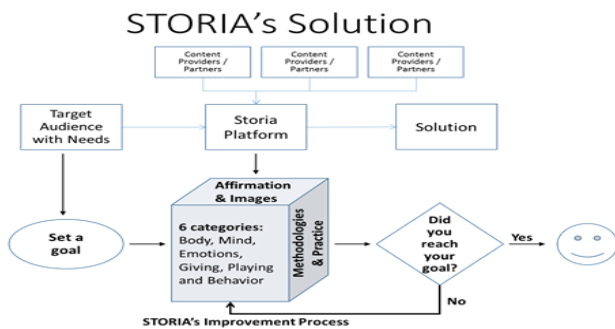 STORIA's Solution
Content
Providers /
Partners
Content
Providers /
Partners
Content
Providers /
Partners
Target
Audience
with Needs
Storia
Platform
Solution
Affirmation
& Images
Set a
goal
6 categories:
Body, Mind,
Emotions,
Giving, Playing
and Behavior
Methodologies
& Practice
Did
you
reach
your
goal?
Yes
No
STORIA's Improvement Process